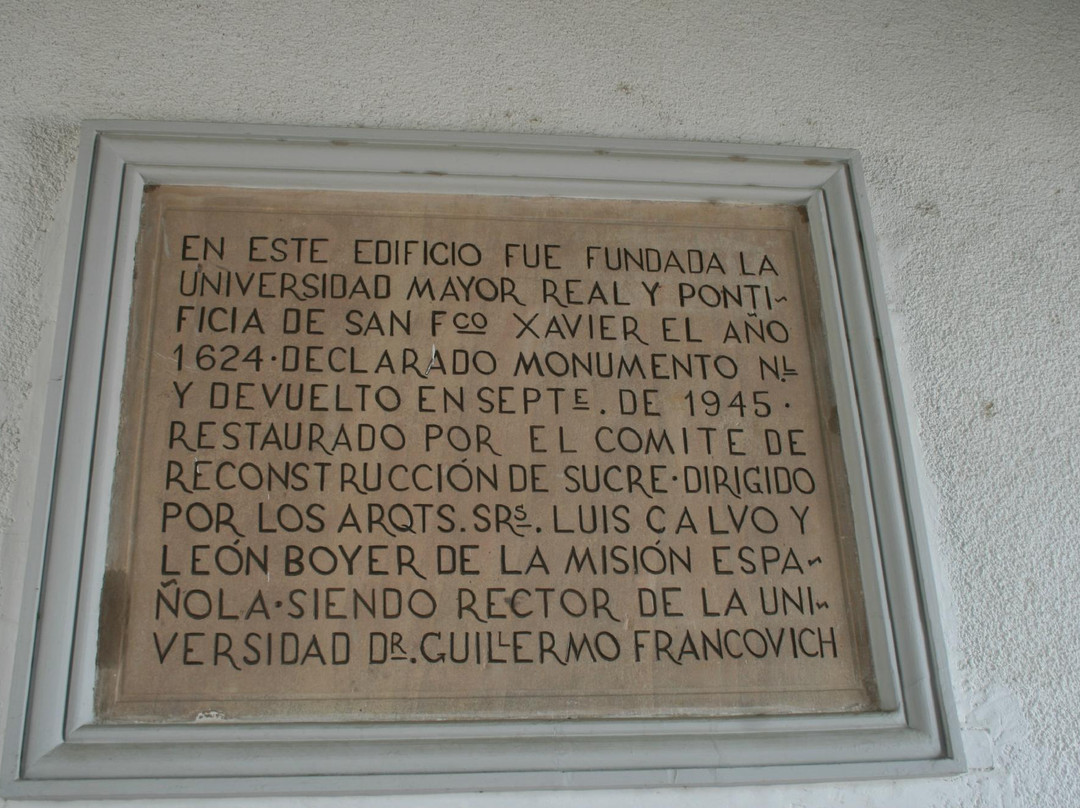 EN ESTE EDIFICIO FUE FUNDADA LA
UNIVERSIDAD MAYOR REAL Y PONTI-
FICIA DE SAN Fco XAVIER EL AÑO
1624·DECLARADO MONUMENTO N.L
Y DEVUELTO EN SEPTE. DE 1945·
RESTAURADO POR EL COMITE DE
RECONSTRUCCIÓN DE SUCRE·DIRIGIDO
POR LOS ARQTS. SRS. LUIS CALVO Y
LEÓN BOYER DE LA MISIÓN ESPA-
ÑOLA·SIENDO RECTOR DE LA UNI-
VERSIDAD DR. GUILLERMO FRANCOVICH